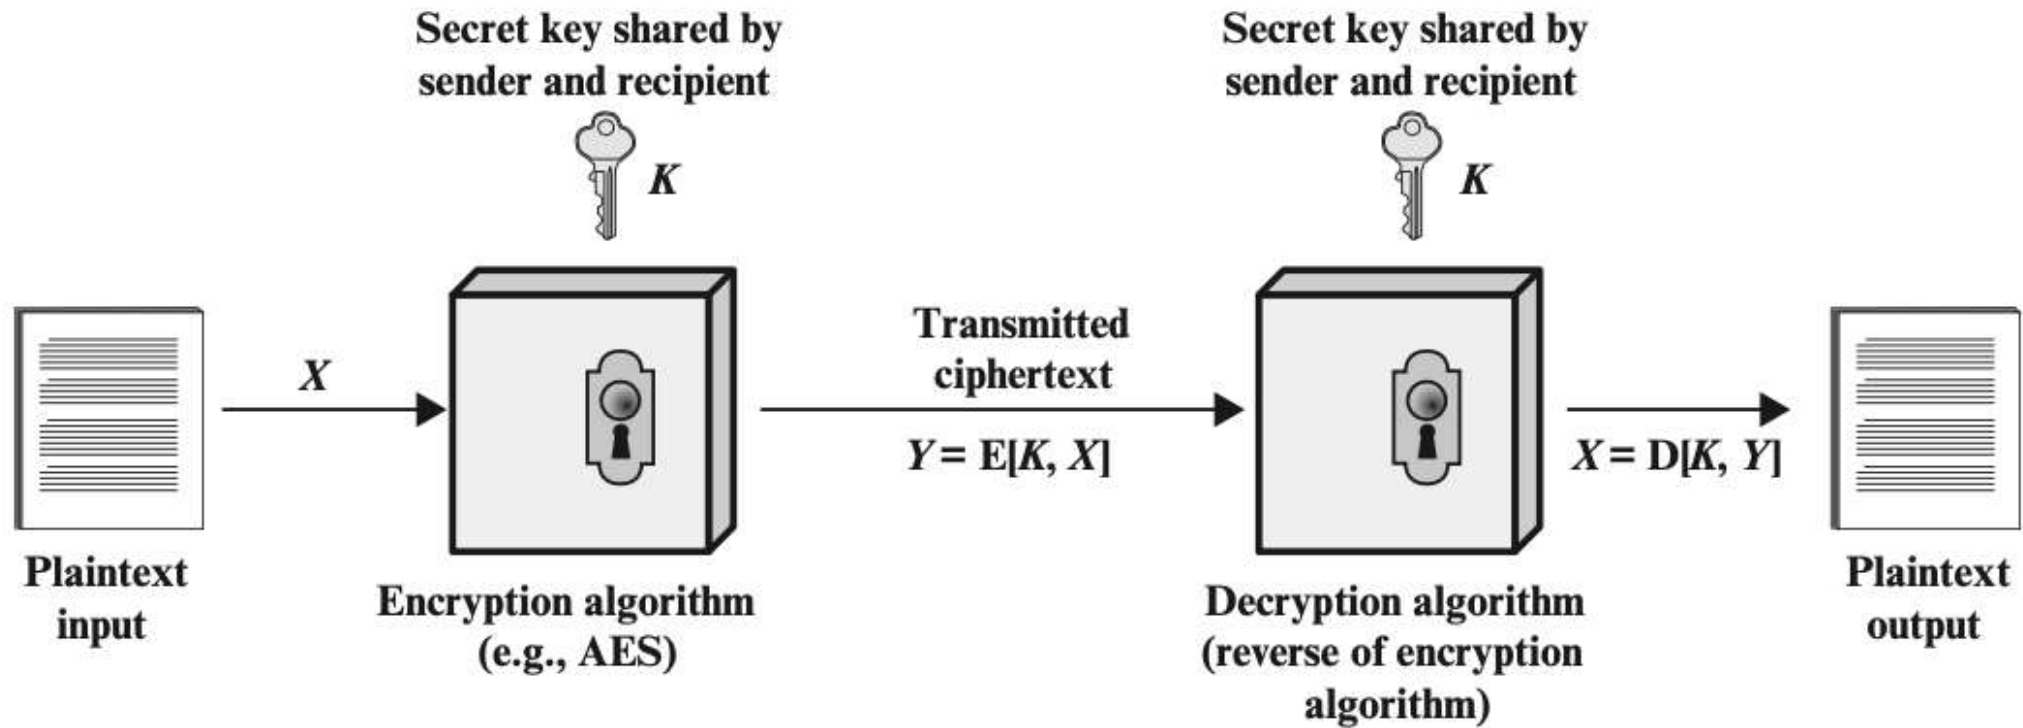 Secret key shared by
sender and recipient
K
Secret key shared by
sender and recipient
K
X
Transmitted
ciphertext
Y = E[K, X]
X = D[K, Y]
Plaintext
input
Encryption algorithm
(e.g., AES)
Decryption algorithm
(reverse of encryption
algorithm)
Plaintext
output